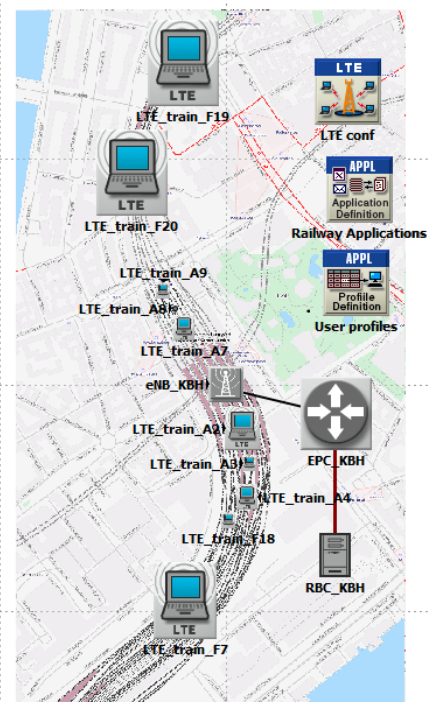 LTE
LTE_train_F19
LTE
LTE conf
LTE
LTE_train_F20
APPL
Application
Definition
Railway Applications
LTE_train_A9
LTE_train_A8
APPL
Profile
Definition
User profiles
LTE_train_A7
eNB_KBH
LTE_train_A2
LTE
EPC_KBH
LTE_train_A3
LTE_train_A4
LTE_train_F18
RBC_KBH
LTE
LTE_train_F7